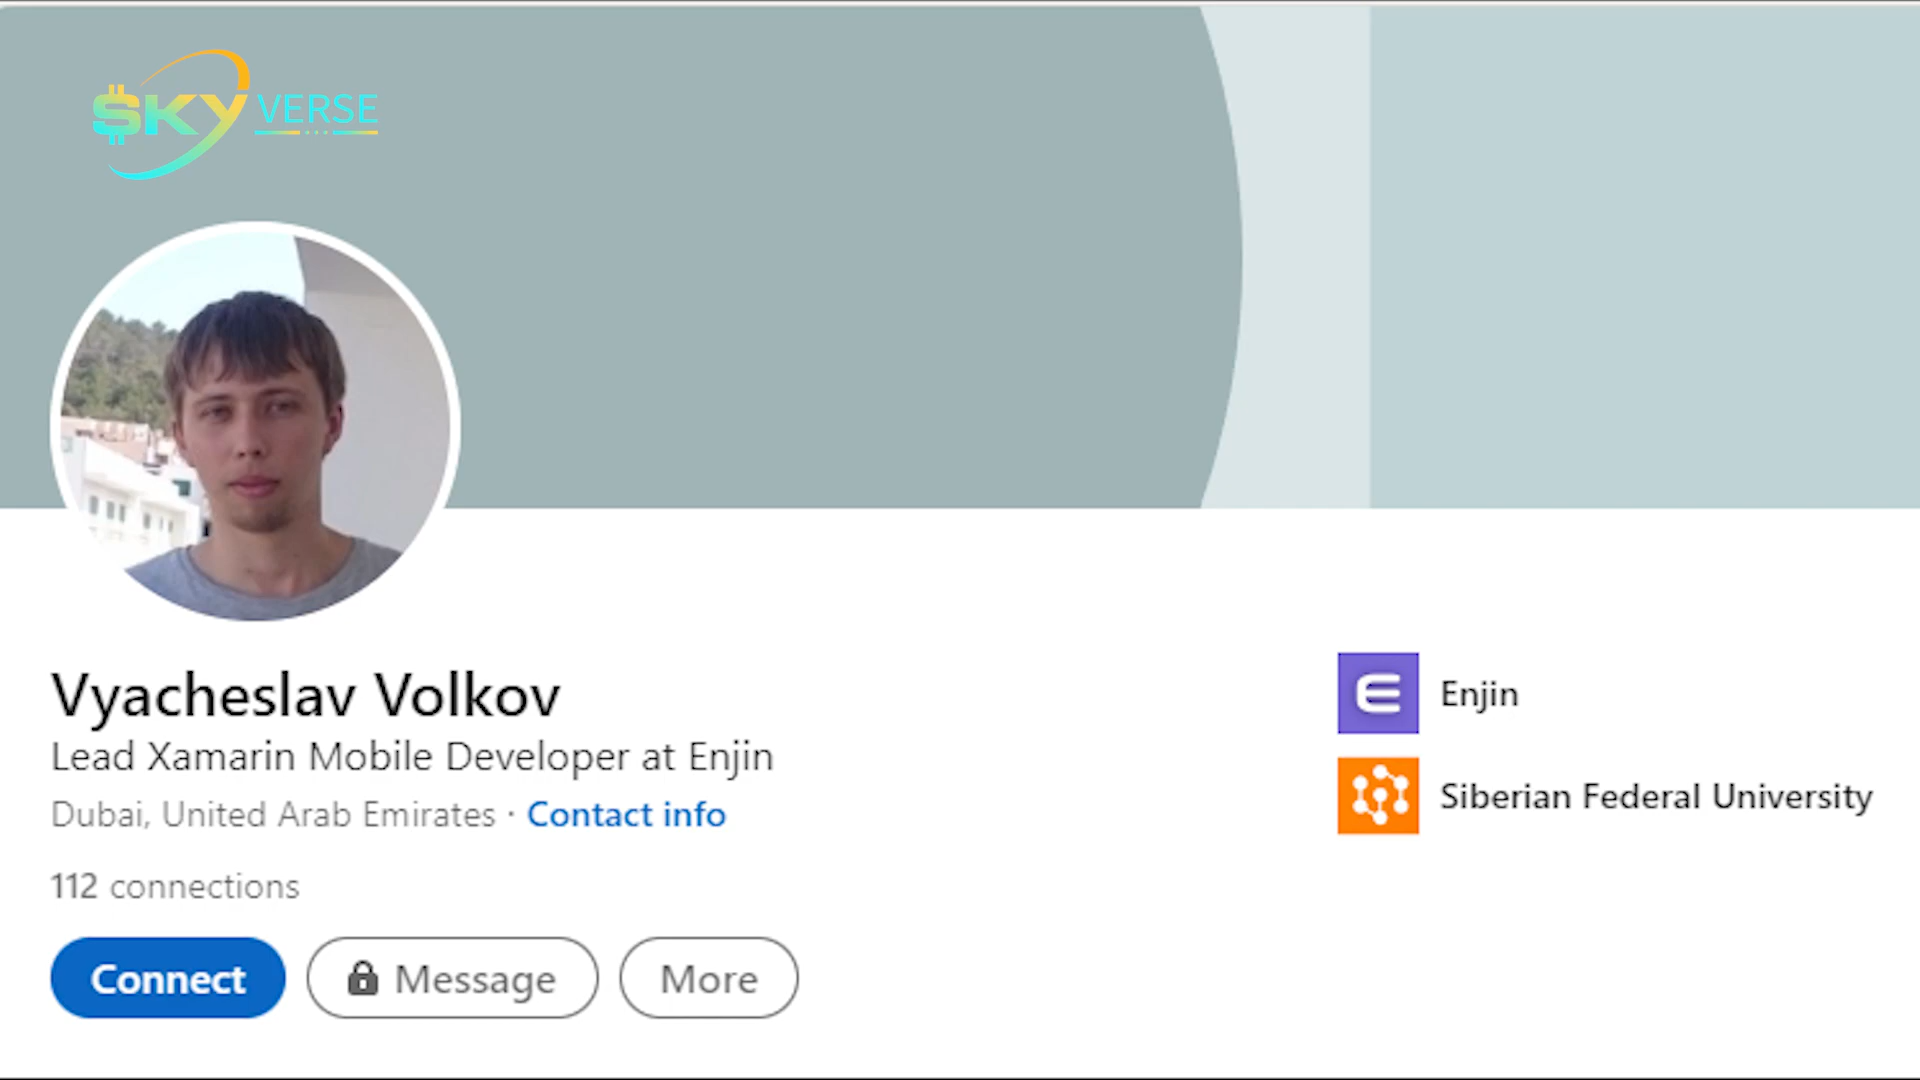 $KY VERSE
Vyacheslav Volkov
Lead Xamarin Mobile Developer at Enjin
Dubai, United Arab Emirates · Contact info
112 connections
Connect
Message
More
Enjin
Siberian Federal University